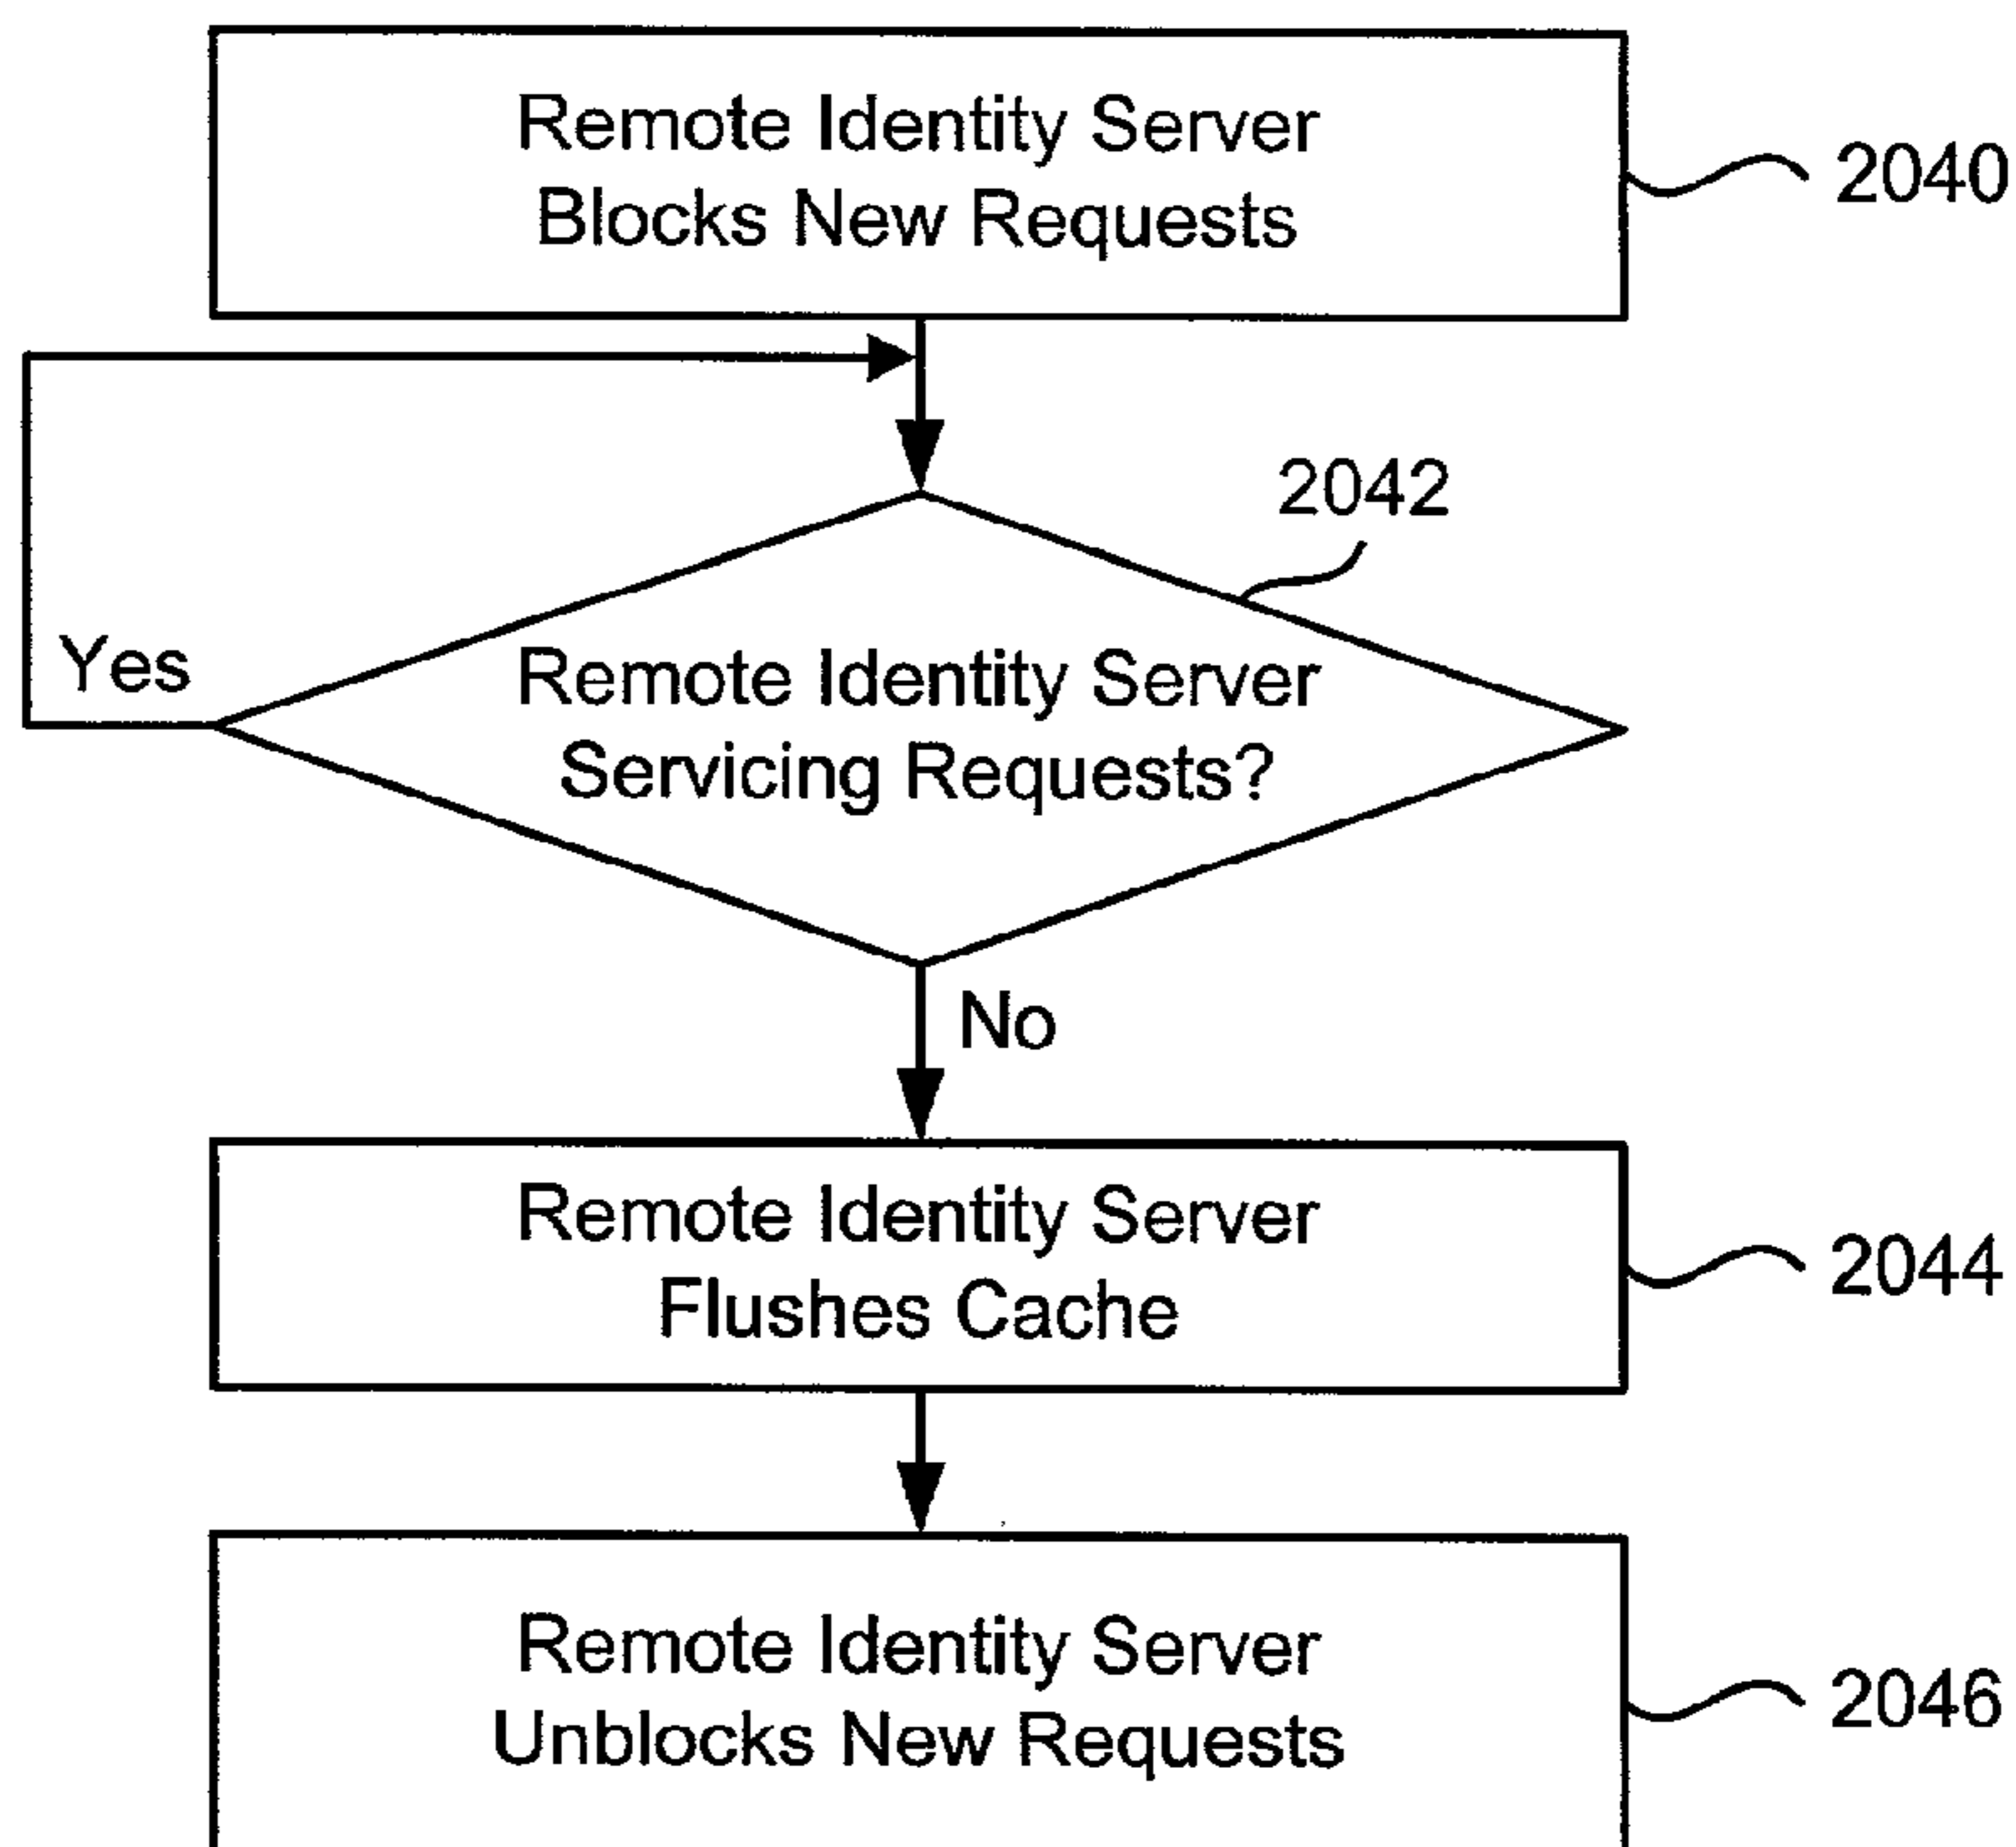 Remote Identity Server
Blocks New Requests
2040
2042
Yes
Remote Identity Server
Servicing Requests?
No
Remote Identity Server
Flushes Cache
2044
Remote Identity Server
Unblocks New Requests
2046